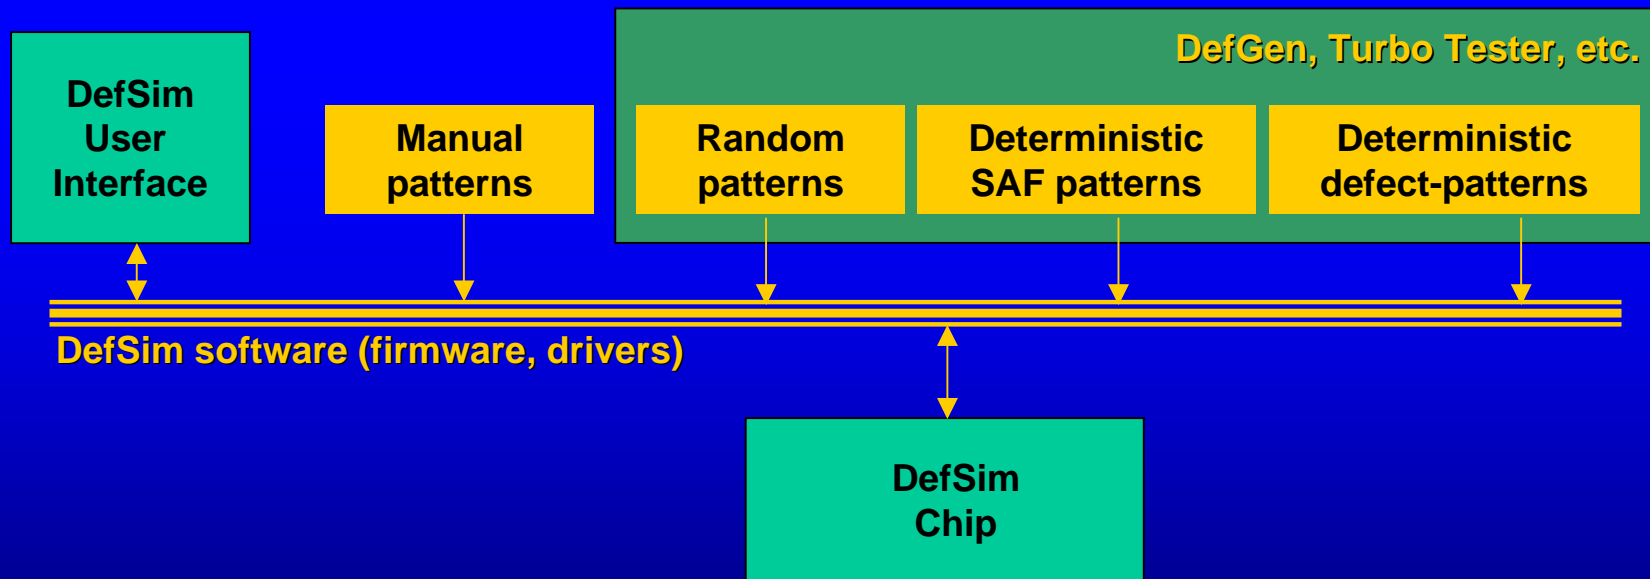 DefGen, Turbo Tester, etc.
DefSim
User
Interface
Manual
patterns
Random
patterns
Deterministic
SAF patterns
Deterministic
defect-patterns
DefSim software (firmware, drivers)
DefSim
Chip